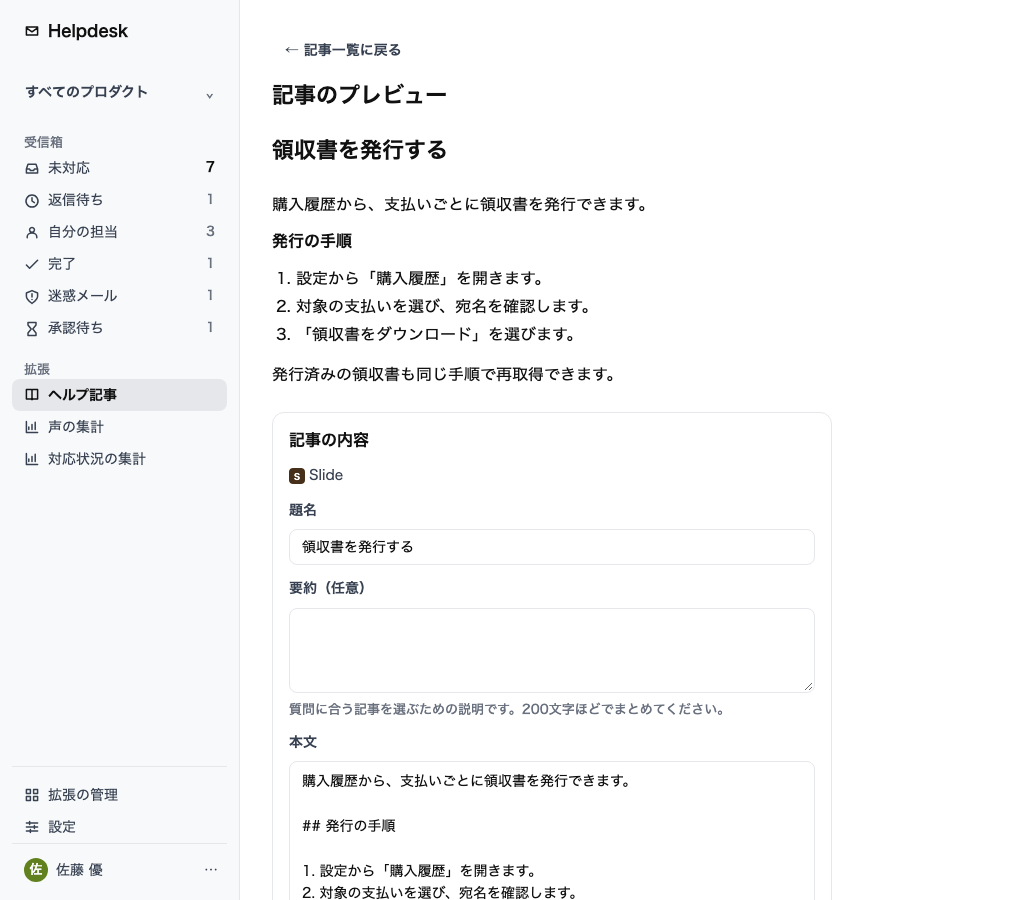 Helpdesk
すべてのプロダクト
受信箱
未対応 7
返信待ち 1
自分の担当 3
完了 1
迷惑メール 1
承認待ち 1
拡張
ヘルプ記事
声の集計
対応状況の集計
拡張の管理
設定
佐 佐藤 優 …
← 記事一覧に戻る
記事のプレビュー
領収書を発行する
購入履歴から、支払いごとに領収書を発行できます。
発行の手順
1. 設定から「購入履歴」を開きます。
2. 対象の支払いを選び、宛名を確認します。
3. 「領収書をダウンロード」を選びます。
発行済みの領収書も同じ手順で再取得できます。
記事の内容
S Slide
題名
領収書を発行する
要約（任意）
質問に合う記事を選ぶための説明です。200文字ほどでまとめてください。
本文
購入履歴から、支払いごとに領収書を発行できます。
## 発行の手順
1. 設定から「購入履歴」を開きます。
2. 対象の支払いを選び、宛名を確認します。